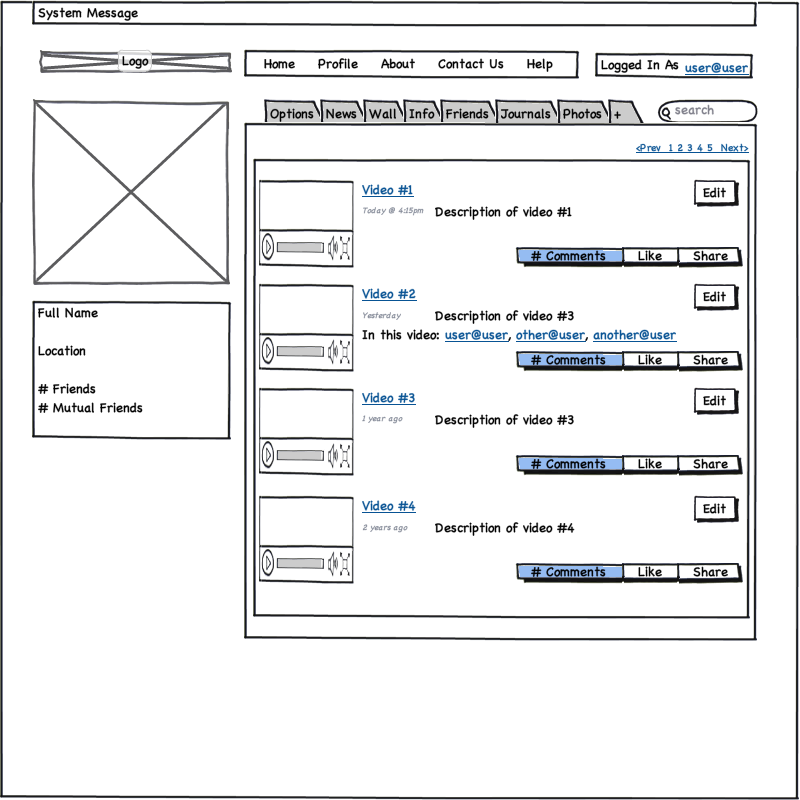 System Message
Logo
Home Profile About Contact Us Help
Logged In As user@user
Options News Wall Info Friends Journals Photos +
search
<Prev 1 2 3 4 5 Next>
Video #1
Edit
Today @ 4:15pm Description of video #1
# Comments Like Share
Video #2
Edit
Yesterday Description of video #3
In this video: user@user, other@user, another@user
# Comments Like Share
Video #3
Edit
1 year ago Description of video #3
# Comments Like Share
Video #4
Edit
2 years ago Description of video #4
# Comments Like Share
Full Name
Location
# Friends
# Mutual Friends